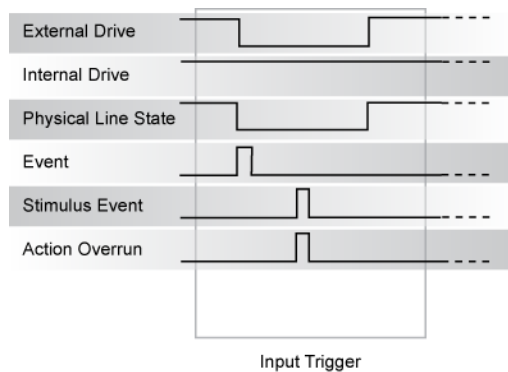 External Drive
Internal Drive
Physical Line State
Event
Stimulus Event
Action Overrun
Input Trigger